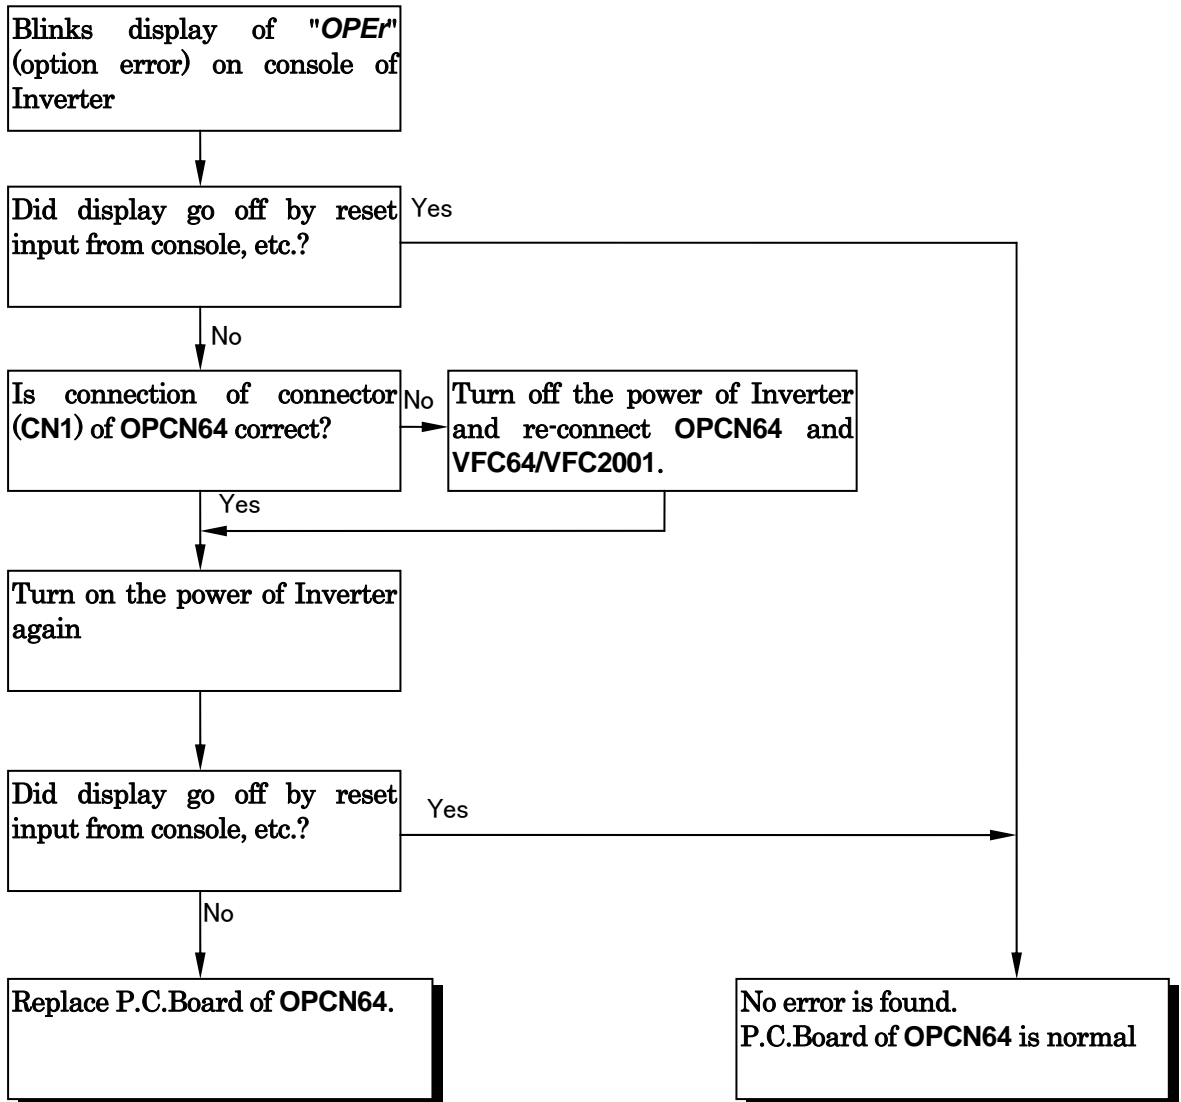 Blinks display of "OPEr"
(option error) on console of
Inverter
Did display go off by reset
input from console, etc.?
Yes
No
Is connection of connector
(CN1) of OPCN64 correct?
No
Turn off the power of Inverter
and re-connect OPCN64 and
VFC64/VFC2001.
Yes
Turn on the power of Inverter
again
Did display go off by reset
input from console, etc.?
Yes
No
Replace P.C.Board of OPCN64.
No error is found.
P.C.Board of OPCN64 is normal